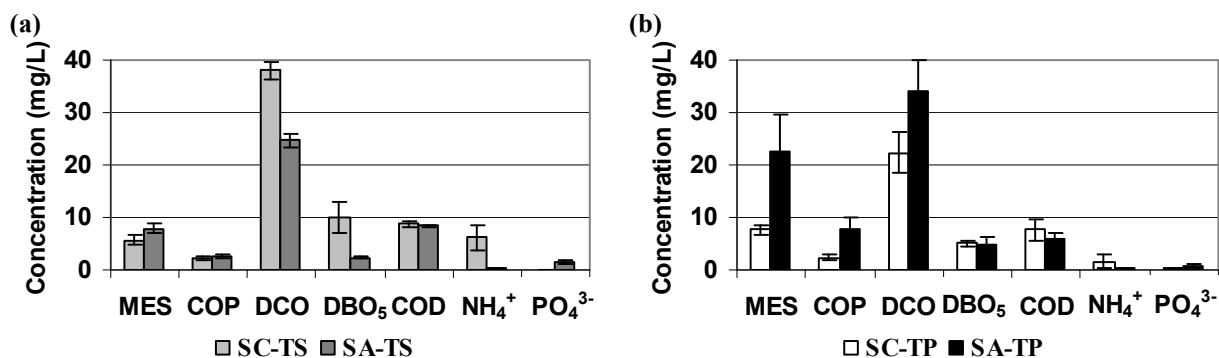 (a)
Concentration (mg/L)
40
30
20
10
0
MES COP DCO DBO₅ COD NH₄⁺ PO₄³⁻
SC-TS SA-TS
(b)
Concentration (mg/L)
40
30
20
10
0
MES COP DCO DBO₅ COD NH₄⁺ PO₄³⁻
SC-TP SA-TP